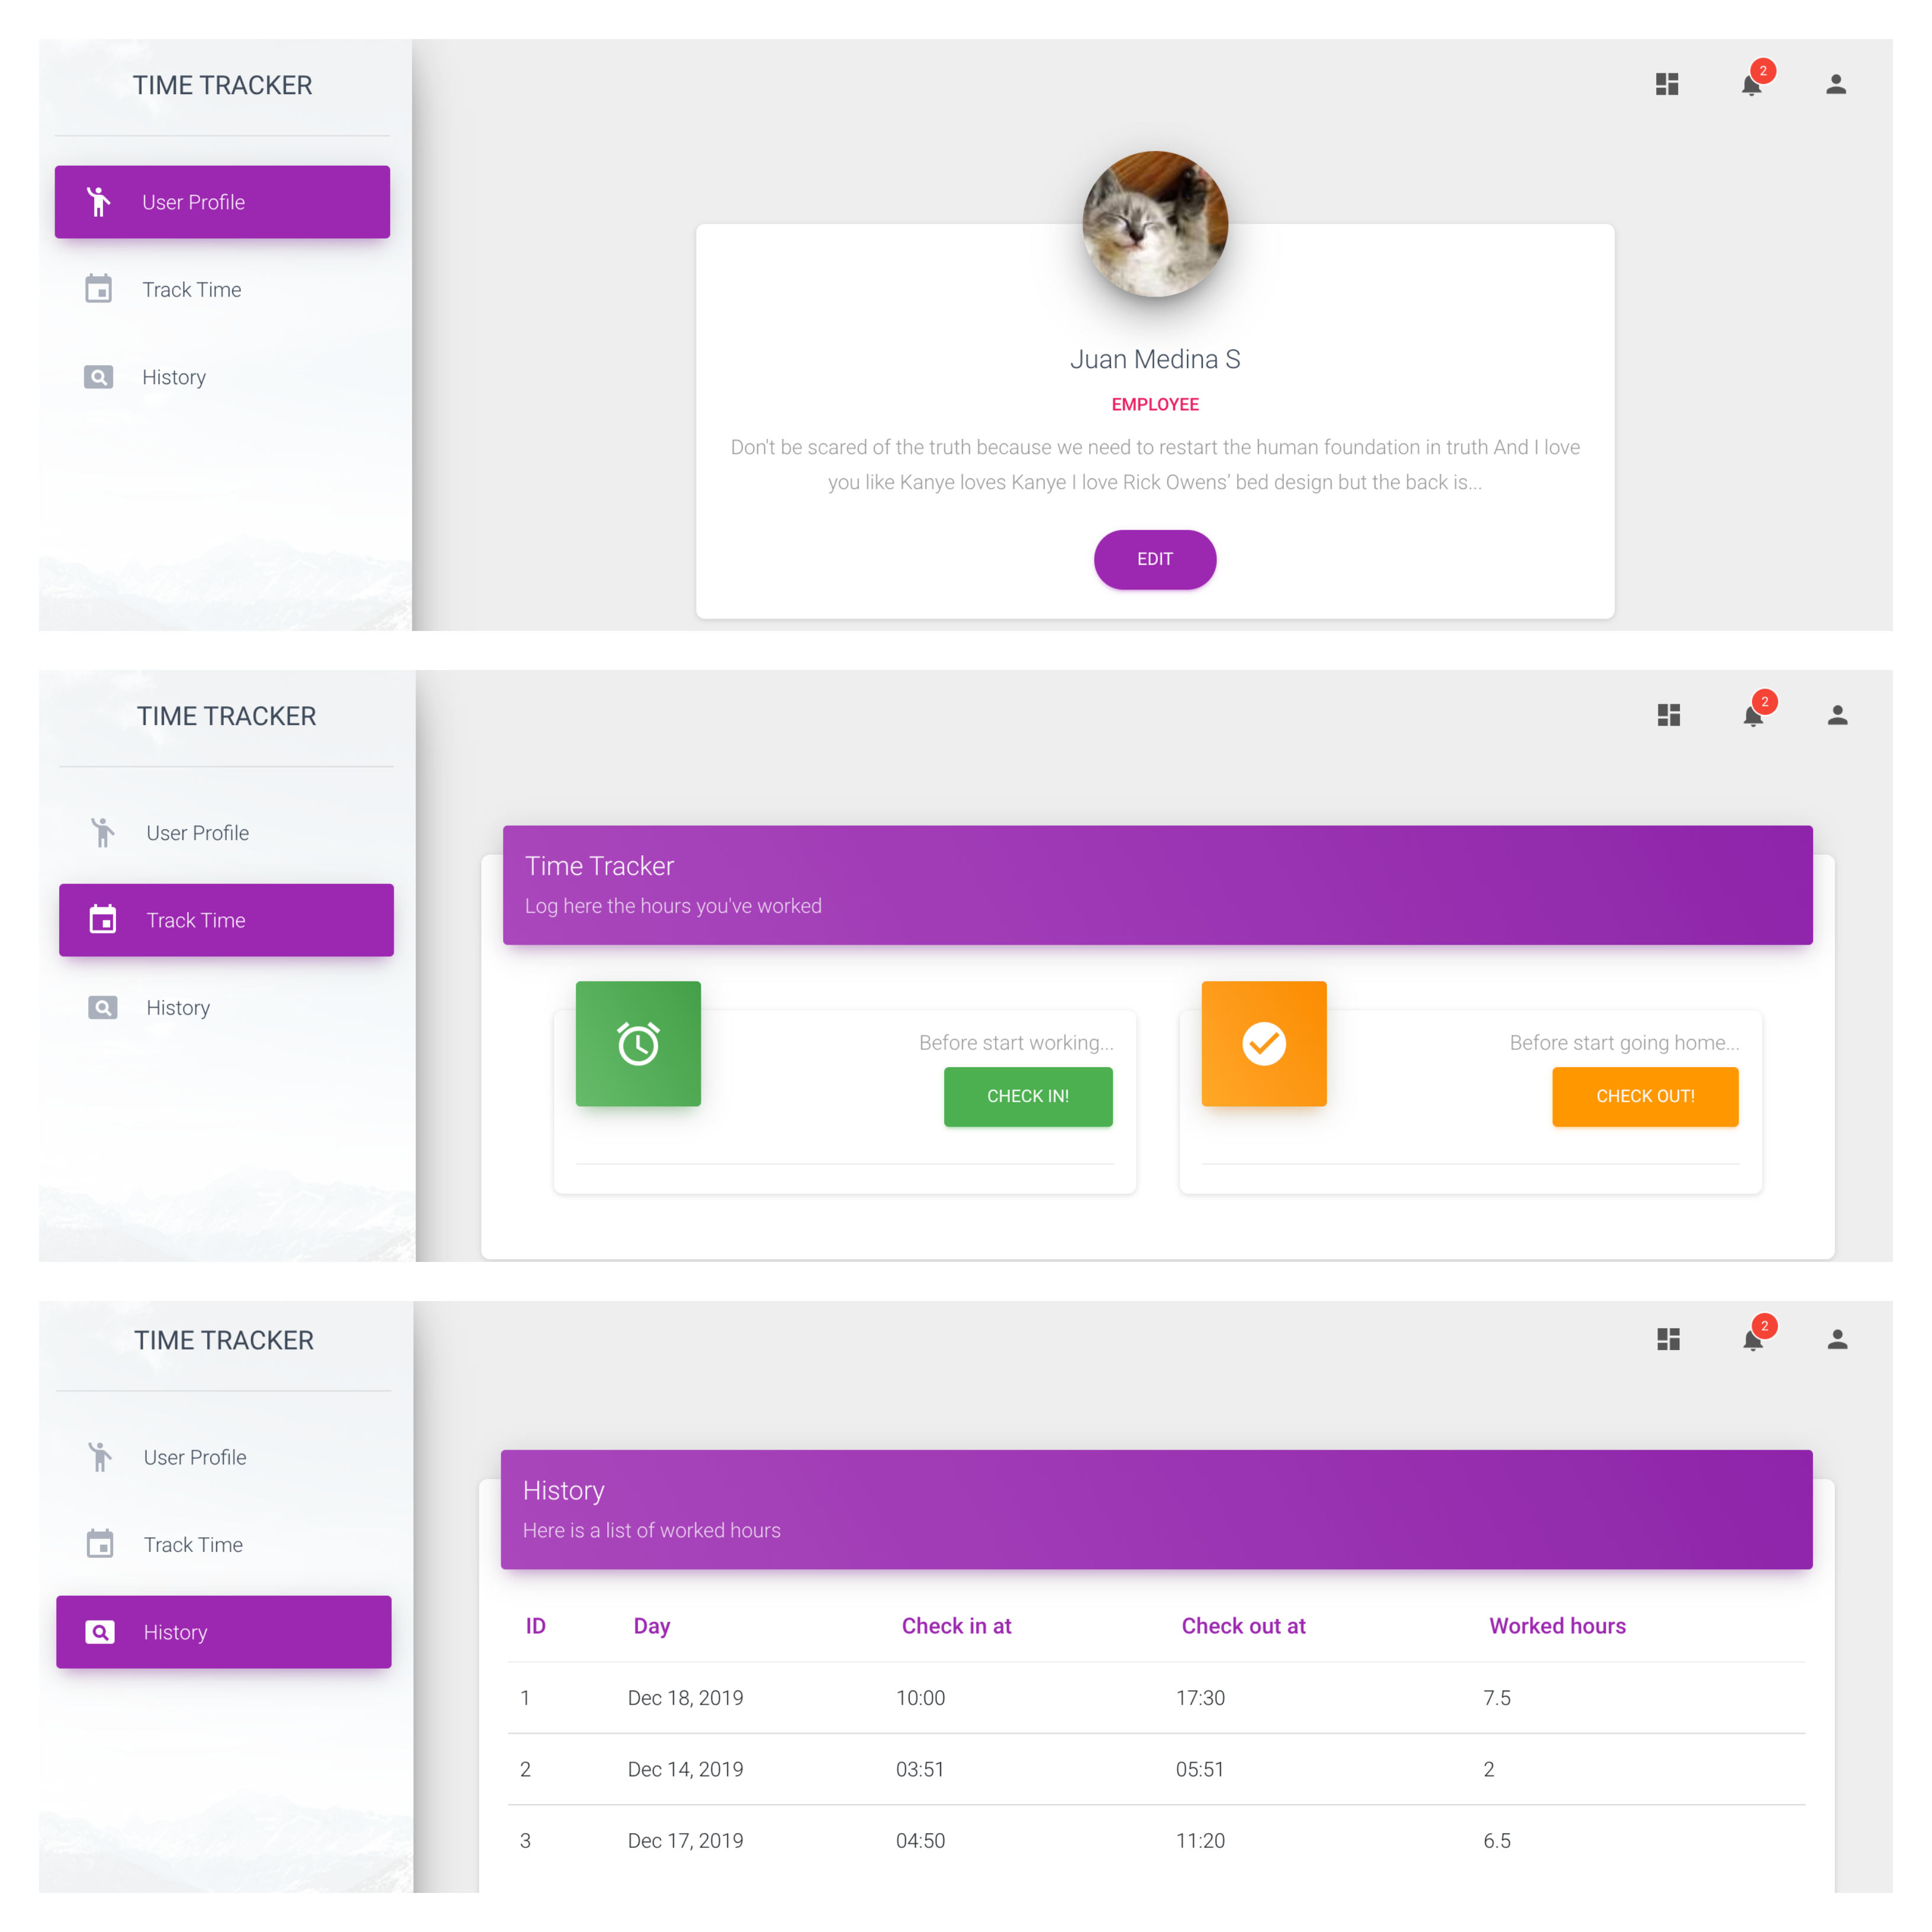 TIME TRACKER
2
User Profile
Track Time
History
Juan Medina S
EMPLOYEE
Don't be scared of the truth because we need to restart the human foundation in truth And I love
you like Kanye loves Kanye I love Rick Owens' bed design but the back is...
EDIT
TIME TRACKER
2
User Profile
Track Time
History
Time Tracker
Log here the hours you've worked
Before start working...
CHECK IN!
Before start going home...
CHECK OUT!
TIME TRACKER
2
User Profile
Track Time
History
History
Here is a list of worked hours
ID Day Check in at Check out at Worked hours
1 Dec 18, 2019 10:00 17:30 7.5
2 Dec 14, 2019 03:51 05:51 2
3 Dec 17, 2019 04:50 11:20 6.5